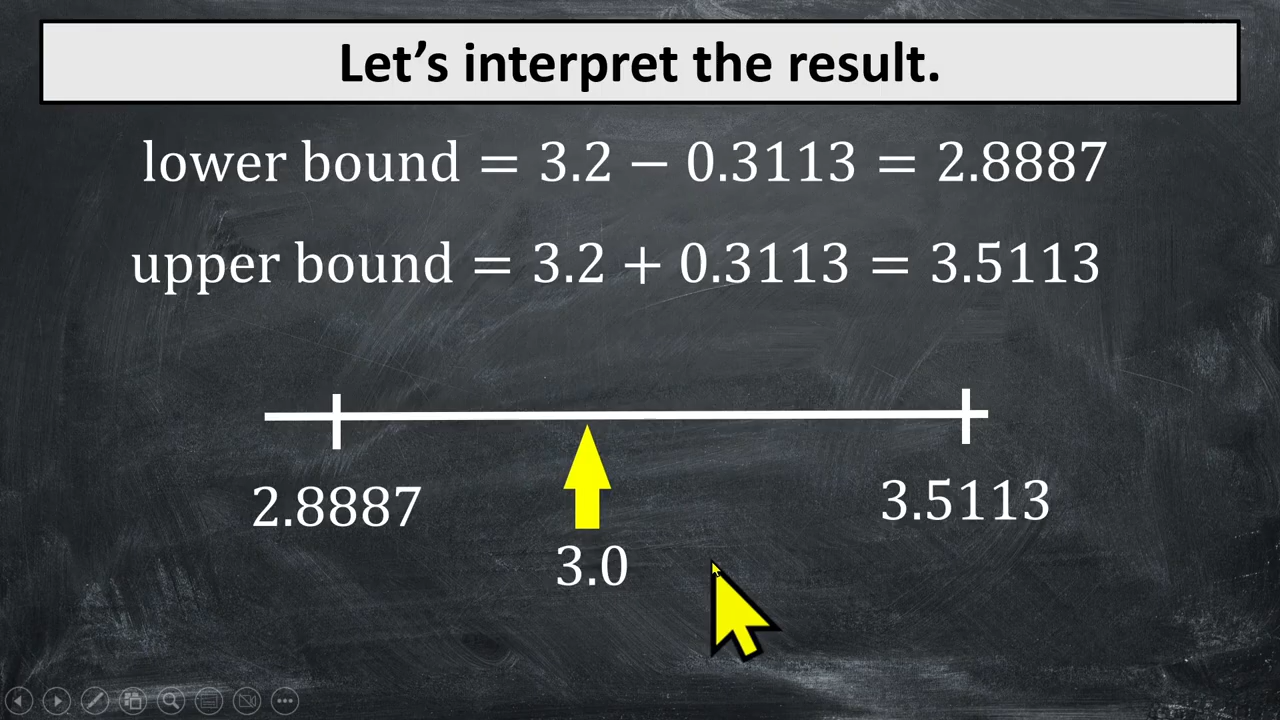 Let's interpret the result.
lower bound = 3.2 − 0.3113 = 2.8887
upper bound = 3.2 + 0.3113 = 3.5113
2.8887
3.5113
3.0